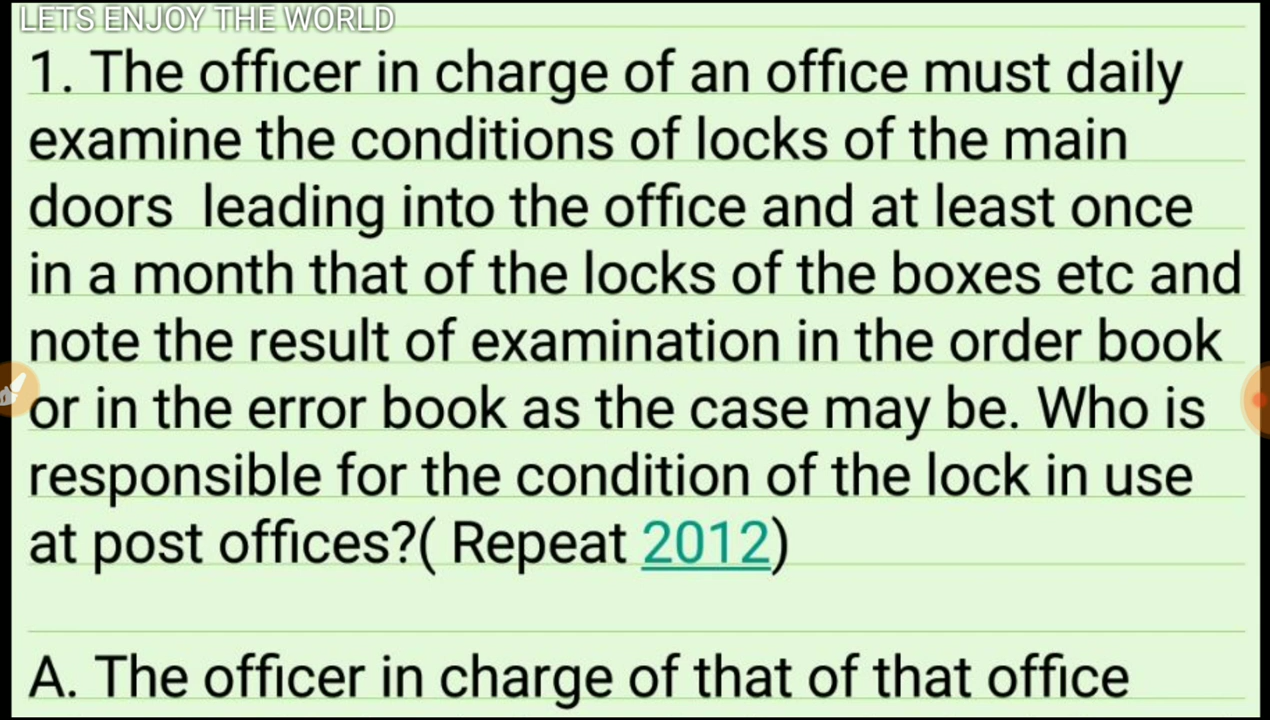 LETS ENJOY THE WORLD
1. The officer in charge of an office must daily
examine the conditions of locks of the main
doors  leading into the office and at least once
in a month that of the locks of the boxes etc and
note the result of examination in the order book
or in the error book as the case may be. Who is
responsible for the condition of the lock in use
at post offices?( Repeat 2012)
A. The officer in charge of that of that office